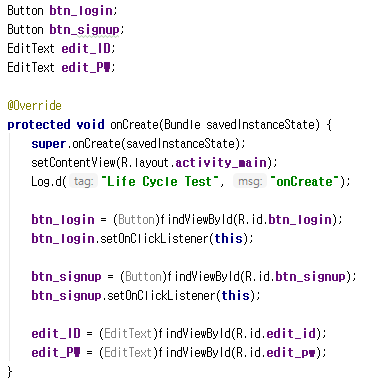 Button btn_login;
Button btn_signup;
EditText edit_ID;
EditText edit_PW;
@Override
protected void onCreate(Bundle savedInstanceState) {
super.onCreate(savedInstanceState);
setContentView(R.layout.activity_main);
Log.d( tag: "Life Cycle Test", msg: "onCreate");
btn_login = (Button)findViewById(R.id.btn_login);
btn_login.setOnClickListener(this);
btn_signup = (Button)findViewById(R.id.btn_signup);
btn_signup.setOnClickListener(this);
edit_ID = (EditText)findViewById(R.id.edit_id);
edit_PW = (EditText)findViewById(R.id.edit_pw);
}